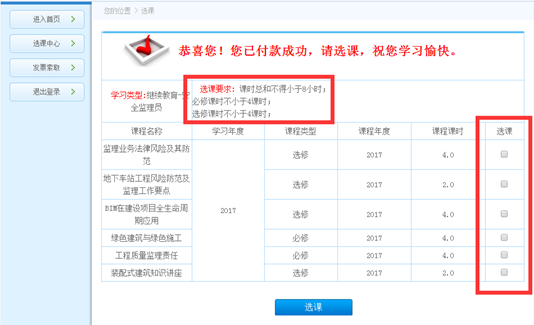 您的位置 > 选课
进入首页 >
选课中心 >
发票索取 >
退出登录 >
恭喜您！您已付款成功，请选课，祝您学习愉快。
学习类型:继续教育-安
全监理员
选课要求：课时总和不得小于8小时；
必修课时不小于4课时；
选修课时不小于4课时；
课程名称 学习年度 课程类型 课程年度 课程课时 选课
监理业务法律风险及其防
范 选修 2017 4.0
地下车站工程风险防范及
监理工作要点 选修 2017 2.0
2017
BIM在建设项目全生命周
期应用 选修 2017 4.0
绿色建筑与绿色施工 必修 2017 4.0
工程质量监理责任 必修 2017 4.0
装配式建筑知识讲座 选修 2017 2.0
选课